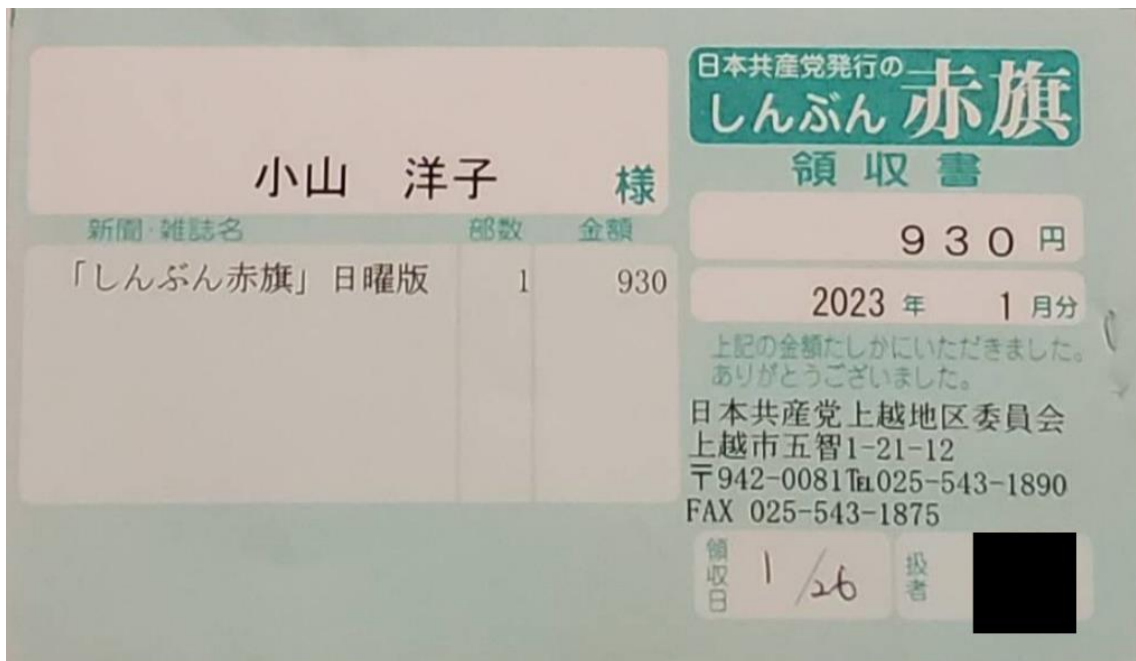 小山　洋子　様
新聞・雑誌名　部数　金額
「しんぶん赤旗」日曜版　1　930
日本共産党発行の
しんぶん赤旗
領収書
930円
2023年　1月分
上記の金額たしかにいただきました。
ありがとうございました。
日本共産党上越地区委員会
上越市五智1-21-12
〒942-0081℡025-543-1890
FAX 025-543-1875
領収日　1/26　扱者